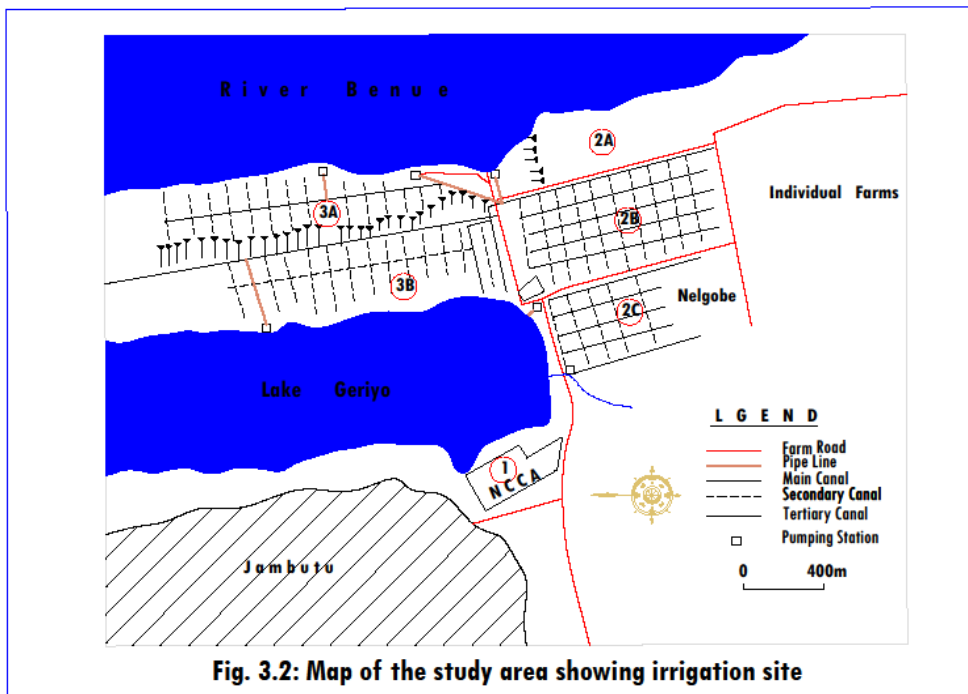 River Benue
2A
Individual Farms
3A
2B
3B
Nelgobe
2C
Lake Geriyo
L G E N D
Farm Road
Pipe Line
Main Canal
Secondary Canal
Tertiary Canal
Pumping Station
1
NCCA
Jambutu
0 400m
Fig. 3.2: Map of the study area showing irrigation site